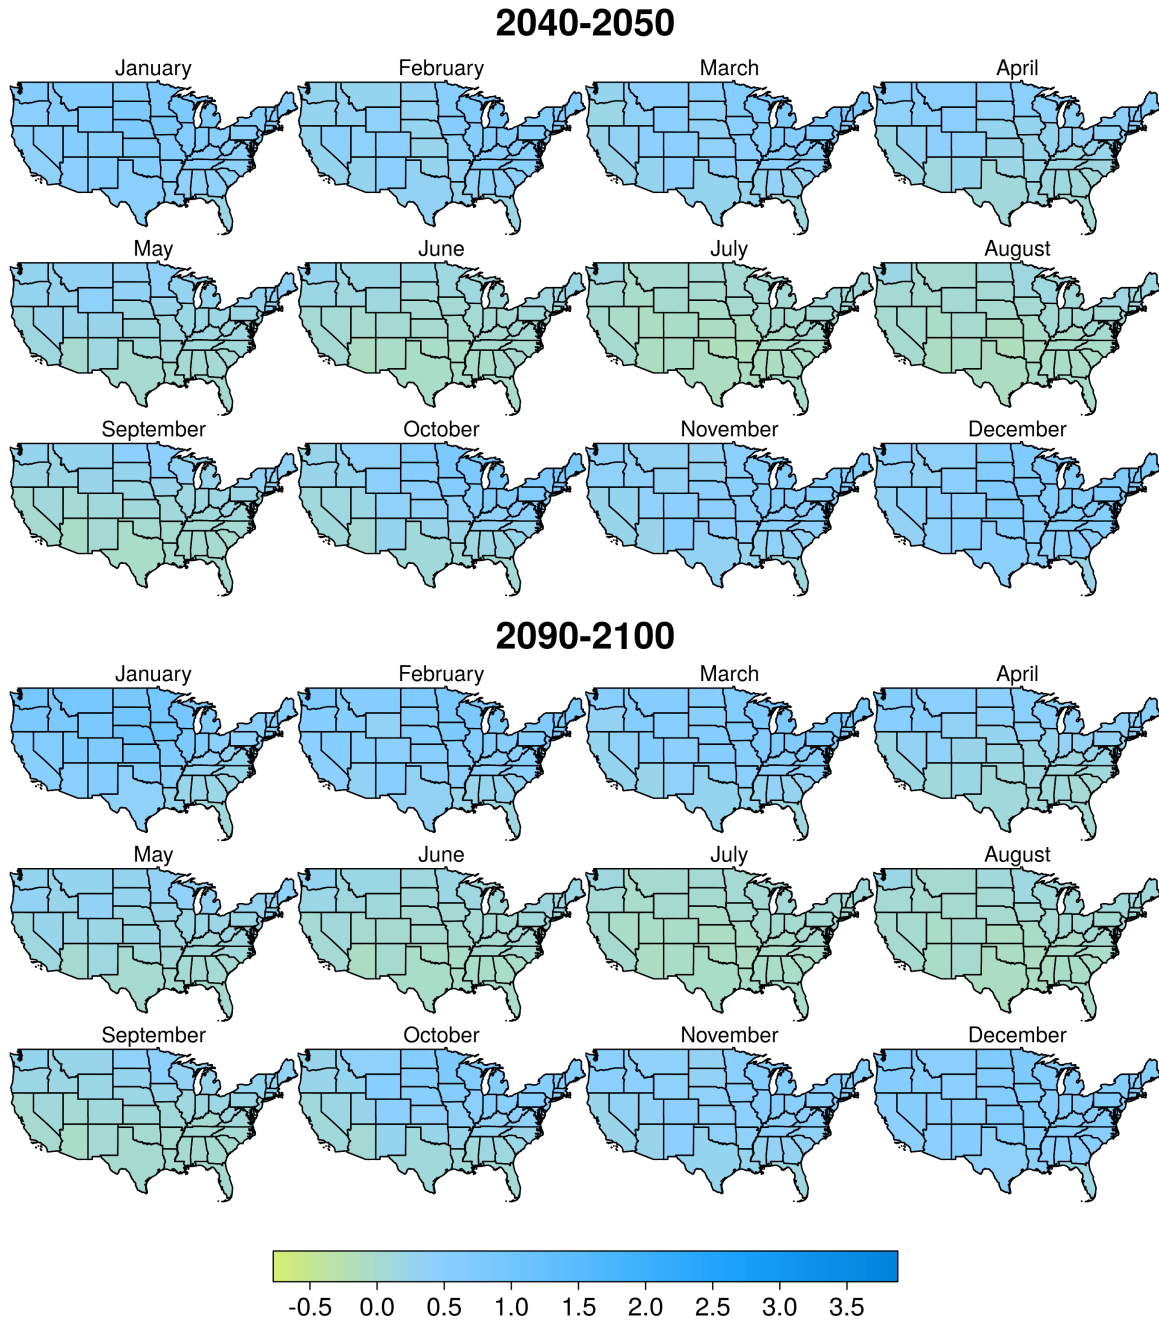 2040-2050
January February March April
May June July August
September October November December
2090-2100
January February March April
May June July August
September October November December
-0.5 0.0 0.5 1.0 1.5 2.0 2.5 3.0 3.5